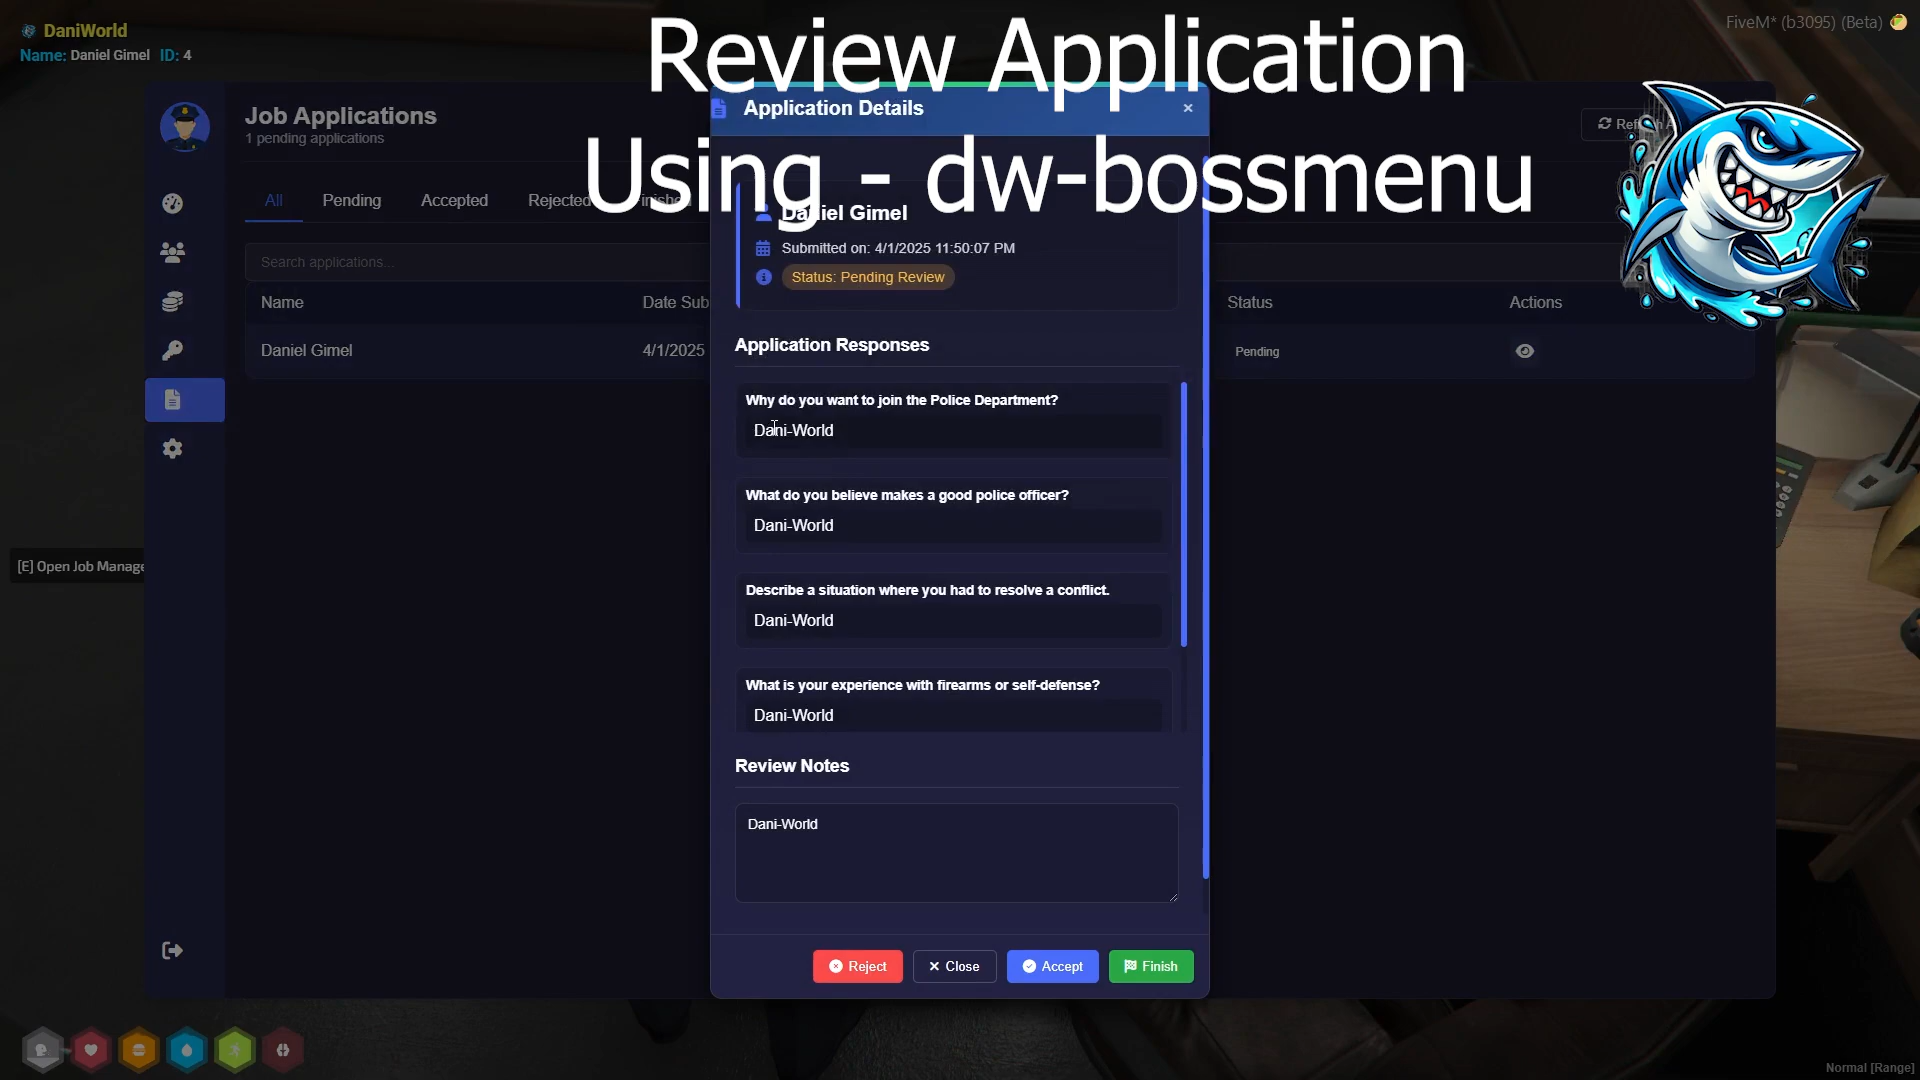 DaniWorld
Name: Daniel Gimel ID: 4
Review Application
Using - dw-bossmenu
FiveM* (b3095) (Beta)
Job Applications
1 pending applications
All
Pending
Accepted
Rejected
Search applications...
Name
Date Sub
Status
Actions
Daniel Gimel
4/1/2025
Pending
Application Details
Daniel Gimel
Submitted on: 4/1/2025 11:50:07 PM
Status: Pending Review
Application Responses
Why do you want to join the Police Department?
Dani-World
What do you believe makes a good police officer?
Dani-World
Describe a situation where you had to resolve a conflict.
Dani-World
What is your experience with firearms or self-defense?
Dani-World
Review Notes
Dani-World
Reject
Close
Accept
Finish
[E] Open Job Manage
Normal [Range]